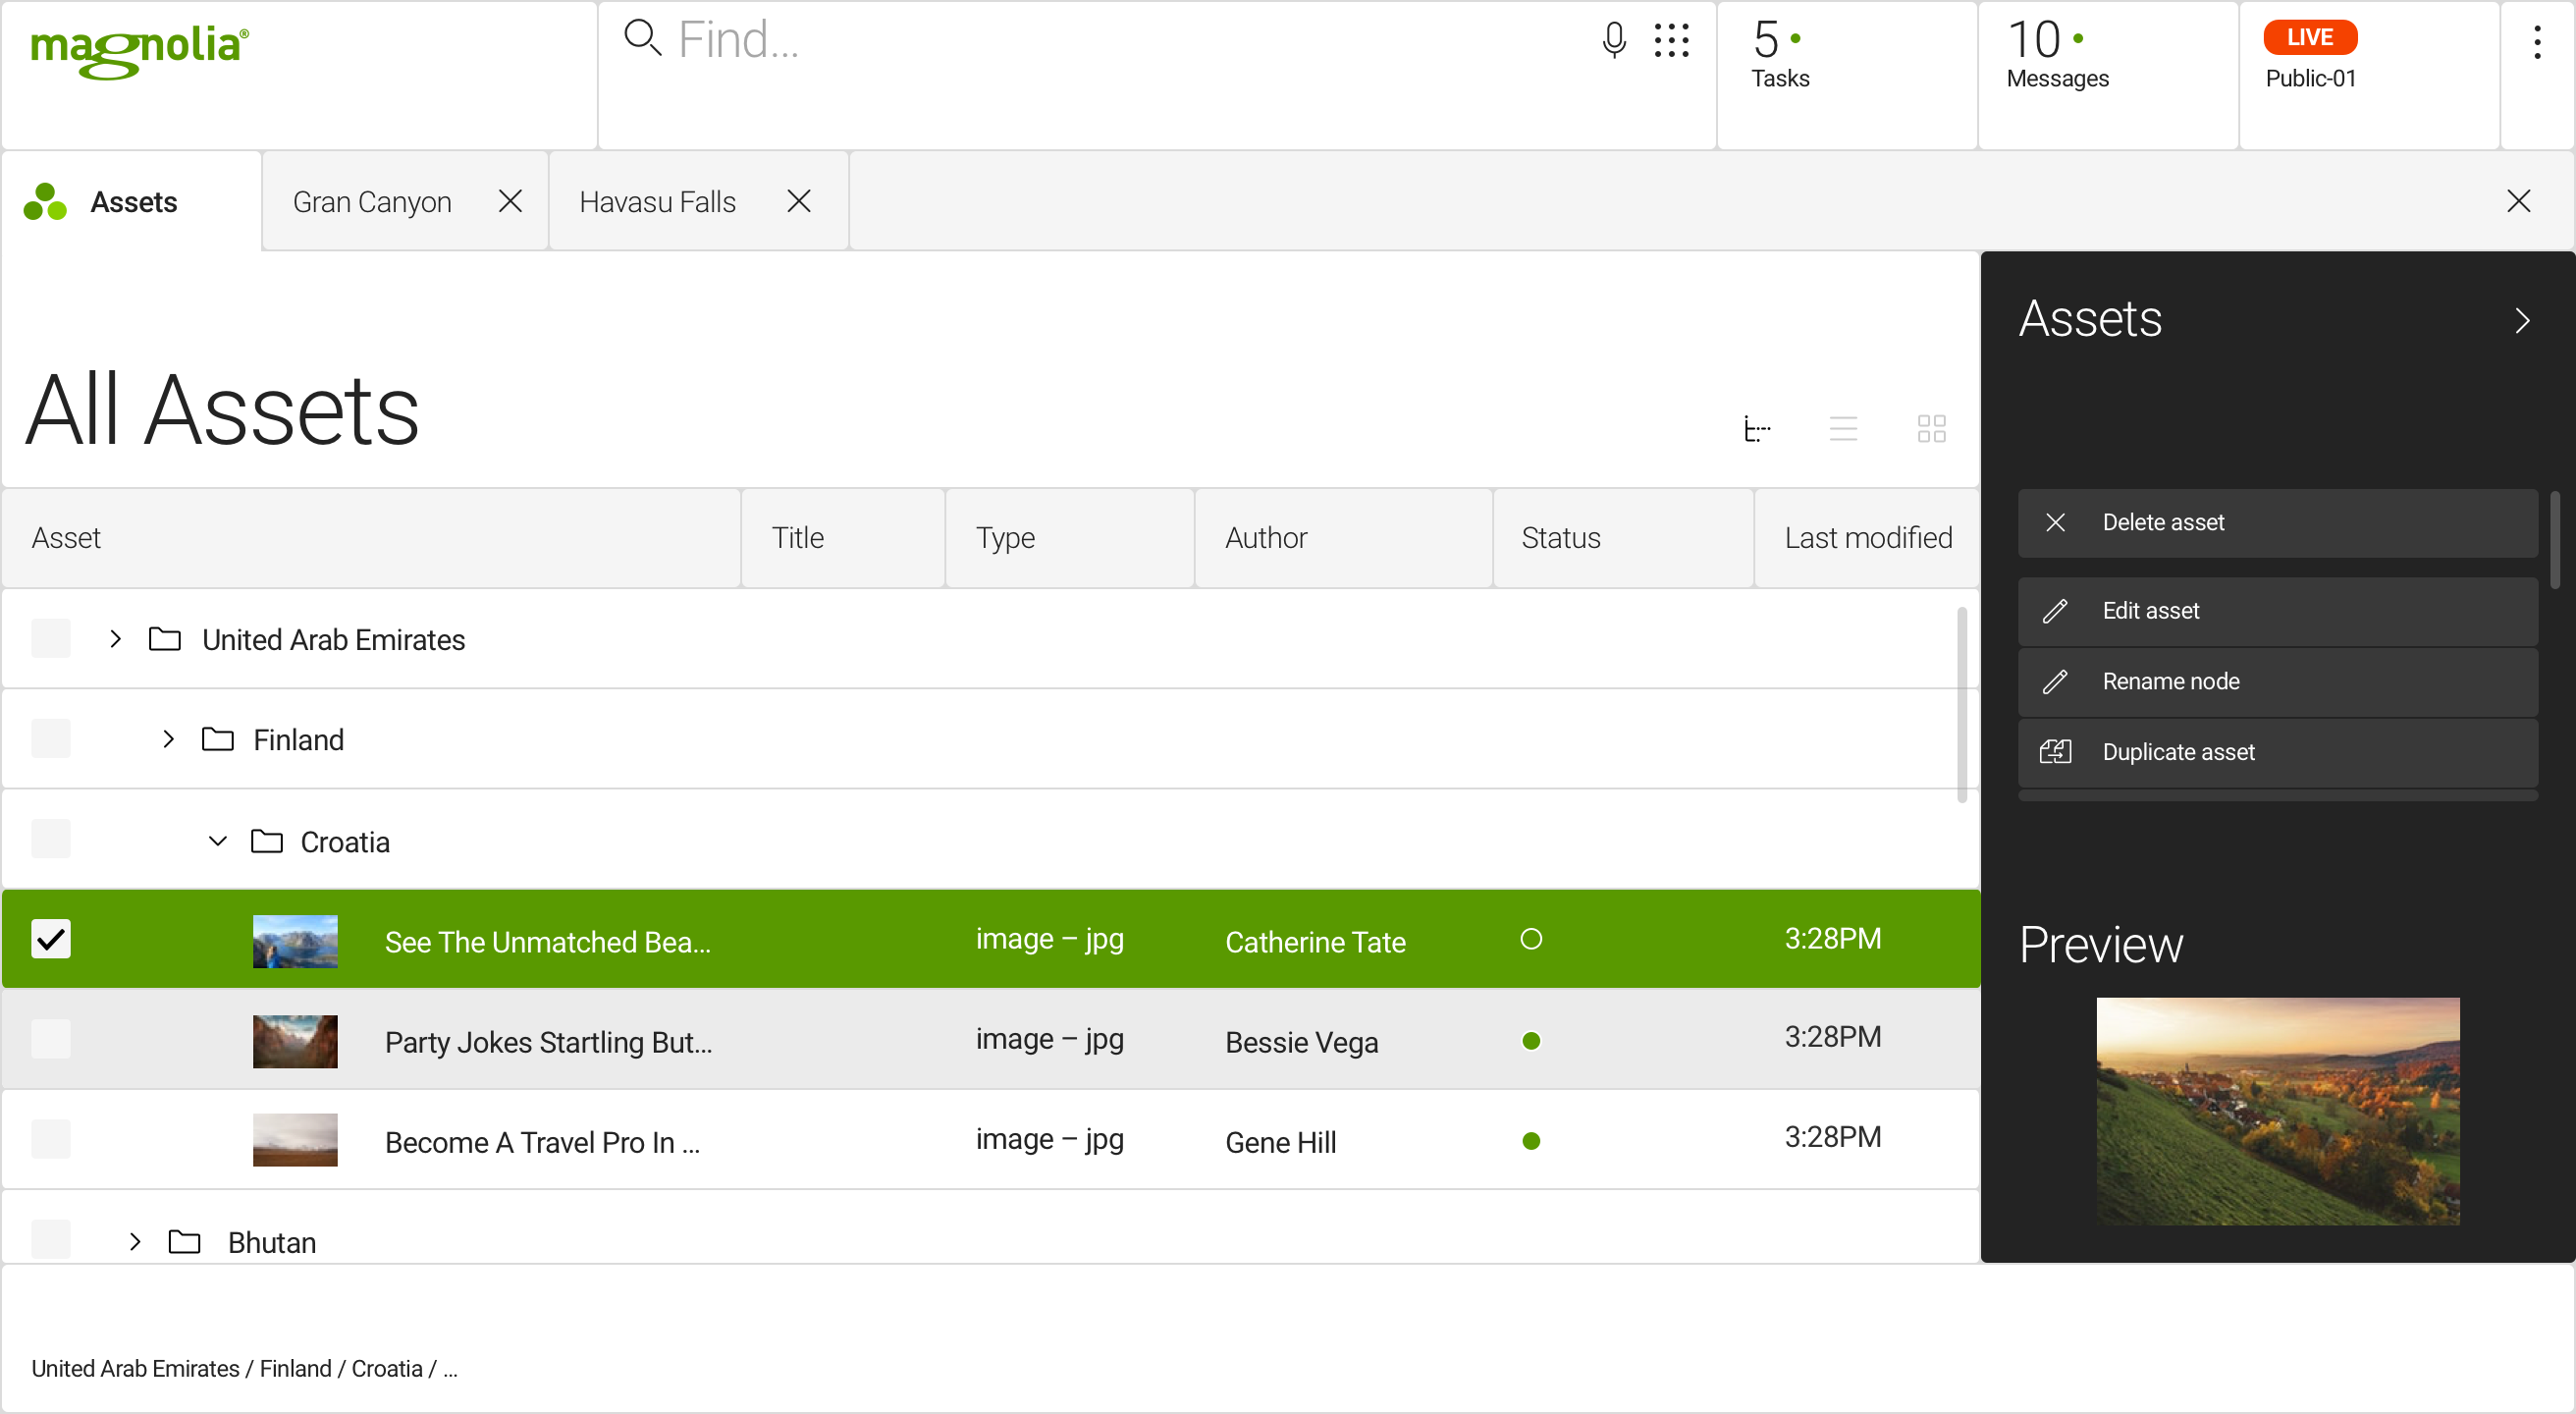 magnolia®
Find...
5
Tasks
10
Messages
LIVE
Public-01
Assets
Gran Canyon
Havasu Falls
All Assets
Asset
Title
Type
Author
Status
Last modified
United Arab Emirates
Finland
Croatia
See The Unmatched Bea...
image – jpg
Catherine Tate
3:28PM
Party Jokes Startling But...
image – jpg
Bessie Vega
3:28PM
Become A Travel Pro In ...
image – jpg
Gene Hill
3:28PM
Bhutan
Assets
Delete asset
Edit asset
Rename node
Duplicate asset
Preview
United Arab Emirates / Finland / Croatia / ...